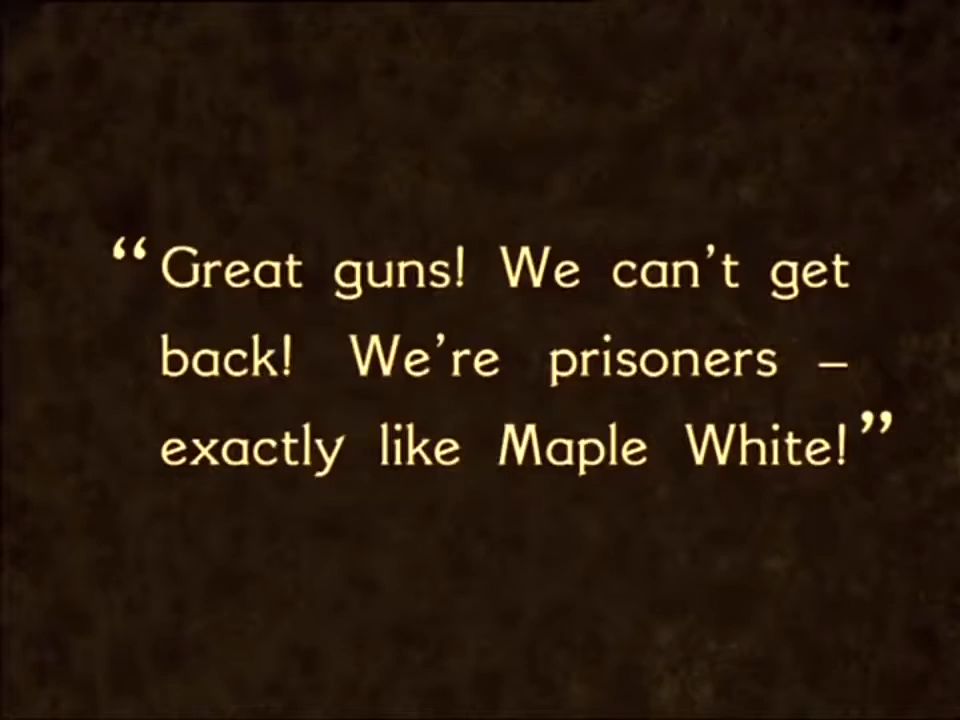 “Great guns! We can’t get
back! We’re prisoners –
exactly like Maple White!”